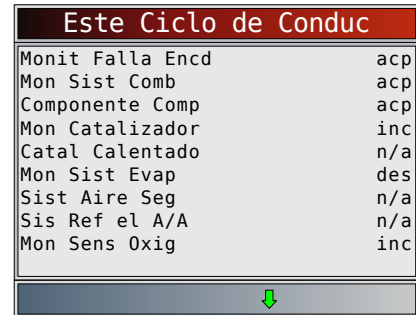 Este Ciclo de Conduc
Monit Falla Encd acp
Mon Sist Comb acp
Componente Comp acp
Mon Catalizador inc
Catal Calentado n/a
Mon Sist Evap des
Sist Aire Seg n/a
Sis Ref el A/A n/a
Mon Sens Oxig inc